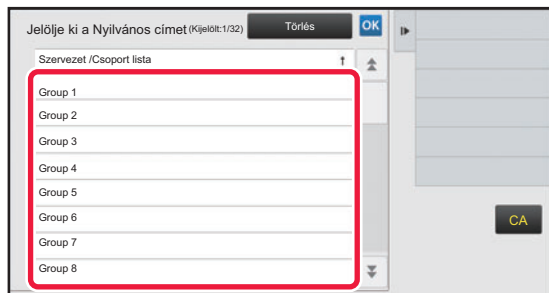 Jelölje ki a Nyilvános címet (Kijelölt:1/32) Törlés OK
Szervezet /Csoport lista
Group 1
Group 2
Group 3
Group 4
Group 5
Group 6
Group 7
Group 8
CA